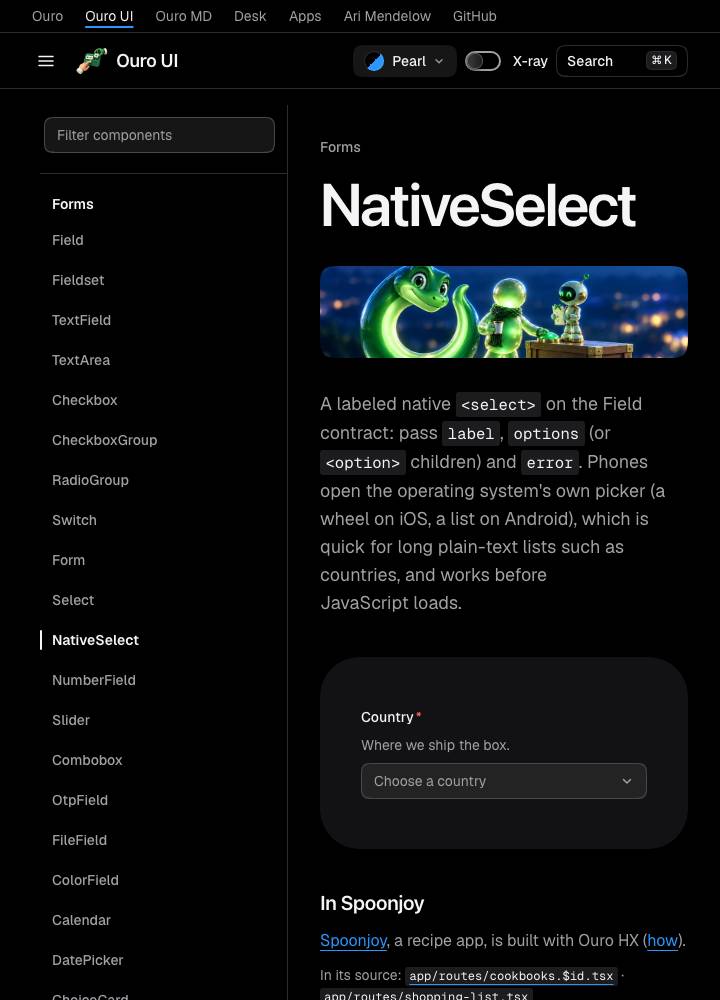 Ouro
Ouro UI
Ouro MD
Desk
Apps
Ari Mendelow
GitHub
Ouro UI
Pearl
X-ray
Search
⌘ K
Filter components
Forms
Field
Fieldset
TextField
TextArea
Checkbox
CheckboxGroup
RadioGroup
Switch
Form
Select
NativeSelect
NumberField
Slider
Combobox
OtpField
FileField
ColorField
Calendar
DatePicker
ChoiceCard
Forms
NativeSelect
A labeled native <select> on the Field
contract: pass label, options (or
<option> children) and error. Phones
open the operating system's own picker (a
wheel on iOS, a list on Android), which is
quick for long plain-text lists such as
countries, and works before
JavaScript loads.
Country*
Where we ship the box.
Choose a country
In Spoonjoy
Spoonjoy, a recipe app, is built with Ouro HX (how).
In its source: app/routes/cookbooks.$id.tsx ·
app/routes/shopping-list.tsx